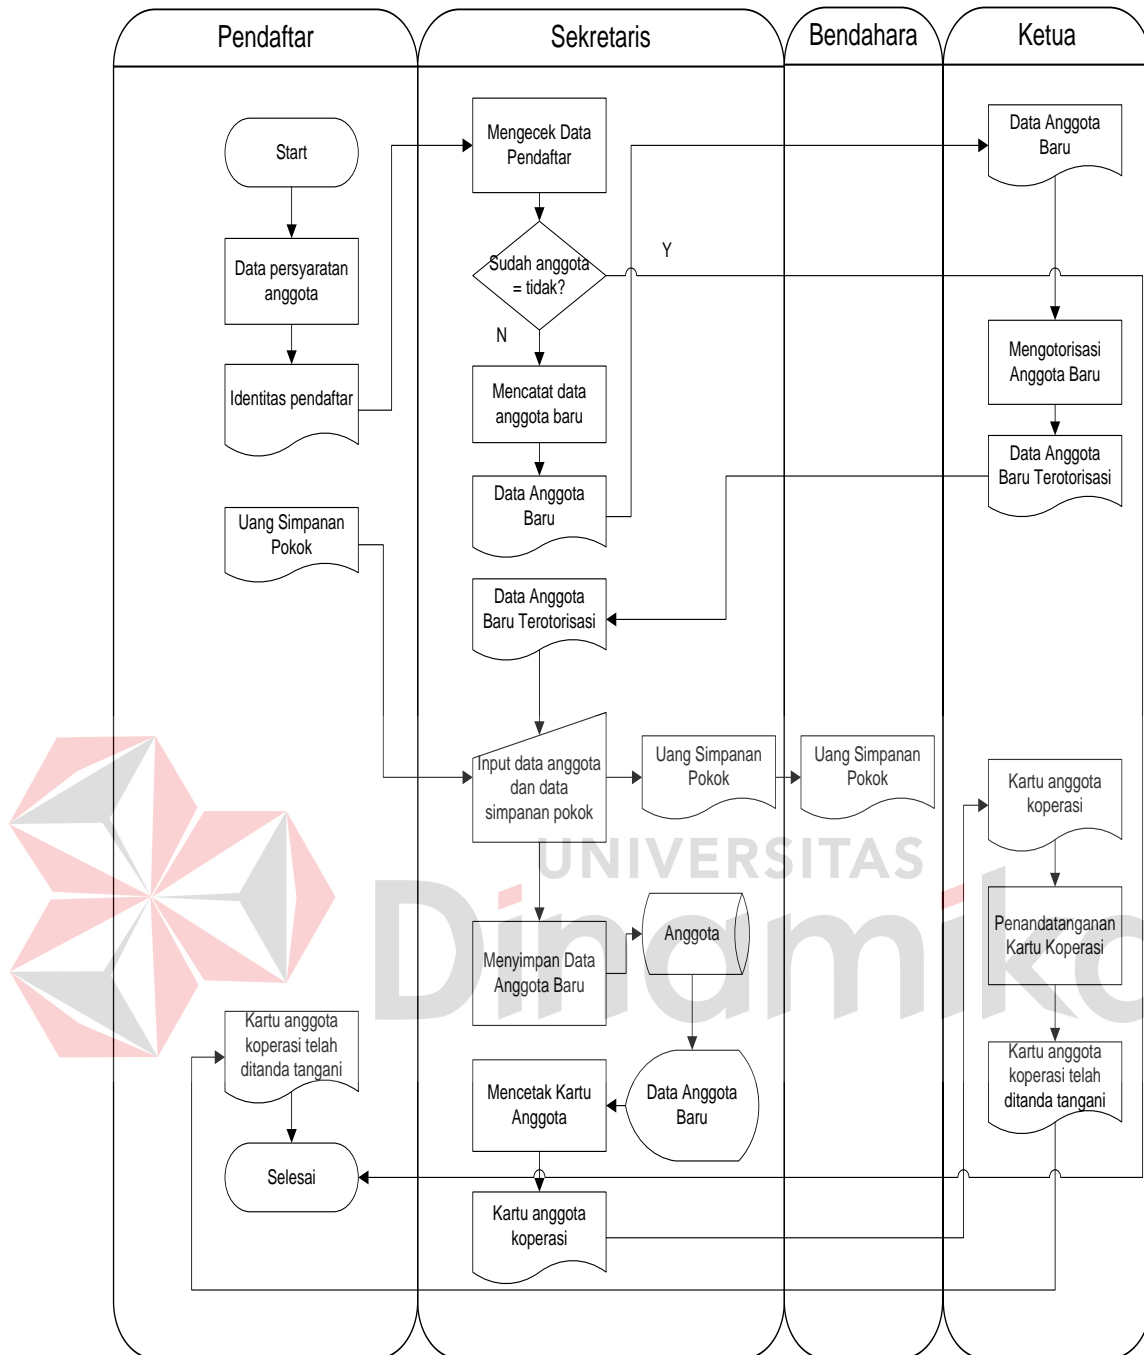 Pendaftar
Sekretaris
Bendahara
Ketua
Start
Data persyaratan
anggota
Identitas pendaftar
Uang Simpanan
Pokok
Kartu anggota
koperasi telah
ditanda tangani
Selesai
Mengecek Data
Pendaftar
Sudah anggota
= tidak?
Y
N
Mencatat data
anggota baru
Data Anggota
Baru
Data Anggota
Baru Terotorisasi
Input data anggota
dan data
simpanan pokok
Uang Simpanan
Pokok
Menyimpan Data
Anggota Baru
Anggota
Data Anggota
Baru
Mencetak Kartu
Anggota
Kartu anggota
koperasi
Uang Simpanan
Pokok
Data Anggota
Baru
Mengotorisasi
Anggota Baru
Data Anggota
Baru Terotorisasi
Kartu anggota
koperasi
Penandatanganan
Kartu Koperasi
Kartu anggota
koperasi telah
ditanda tangani
UNIVERSITAS
Dinamika